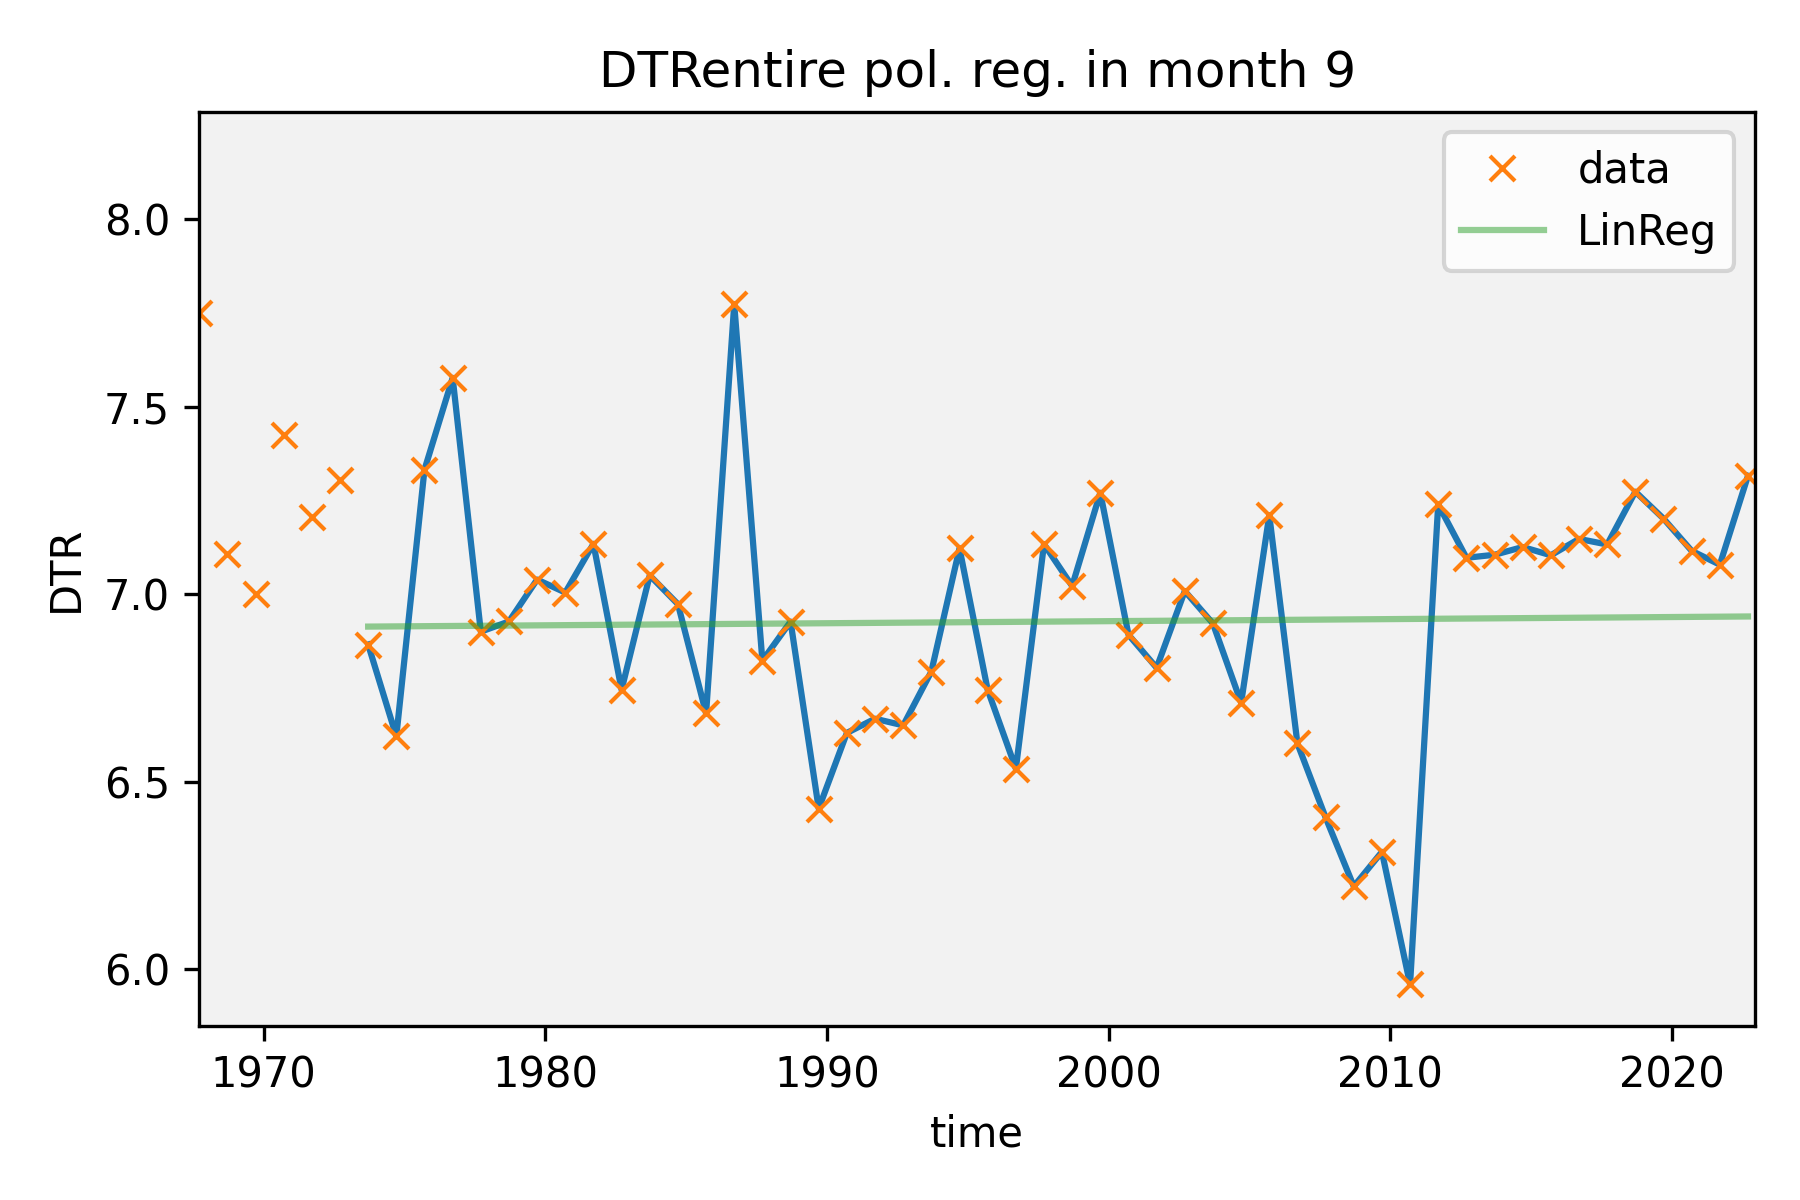 DTRentire pol. reg. in month 9
data
LinReg
8.0
7.5
7.0
6.5
6.0
DTR
1970 1980 1990 2000 2010 2020
time